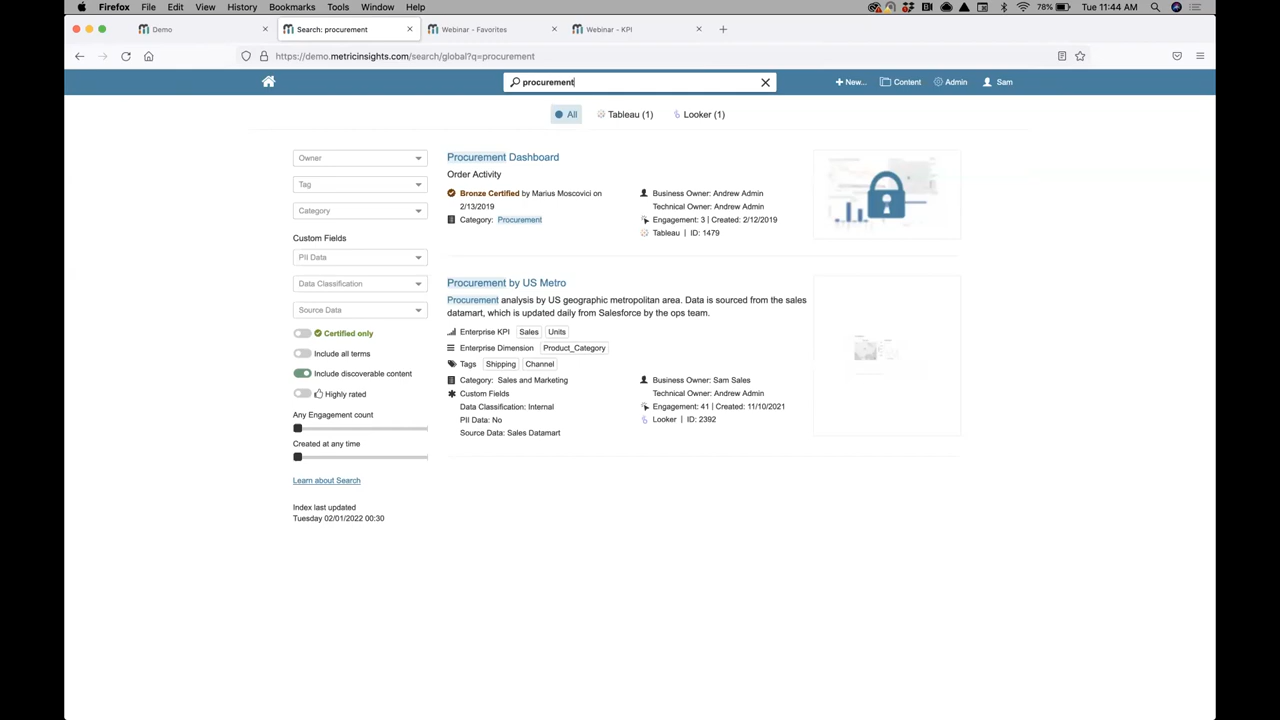 Firefox File Edit View History Bookmarks Tools Window Help 78% Tue 11:44 AM
Demo Search: procurement Webinar - Favorites Webinar - KPI
https://demo.metricinsights.com/search/global?q=procurement
procurement New... Content Admin Sam
All Tableau (1) Looker (1)
Owner
Tag
Category
Custom Fields
PII Data
Data Classification
Source Data
Certified only
Include all terms
Include discoverable content
Highly rated
Any Engagement count
Created at any time
Learn about Search
Index last updated
Tuesday 02/01/2022 00:30
Procurement Dashboard
Order Activity
Bronze Certified by Marius Moscovici on
2/13/2019
Category: Procurement
Business Owner: Andrew Admin
Technical Owner: Andrew Admin
Engagement: 3 | Created: 2/12/2019
Tableau | ID: 1479
Procurement by US Metro
Procurement analysis by US geographic metropolitan area. Data is sourced from the sales
datamart, which is updated daily from Salesforce by the ops team.
Enterprise KPI Sales Units
Enterprise Dimension Product_Category
Tags Shipping Channel
Category: Sales and Marketing
Custom Fields
Data Classification: Internal
PII Data: No
Source Data: Sales Datamart
Business Owner: Sam Sales
Technical Owner: Andrew Admin
Engagement: 41 | Created: 11/10/2021
Looker | ID: 2392